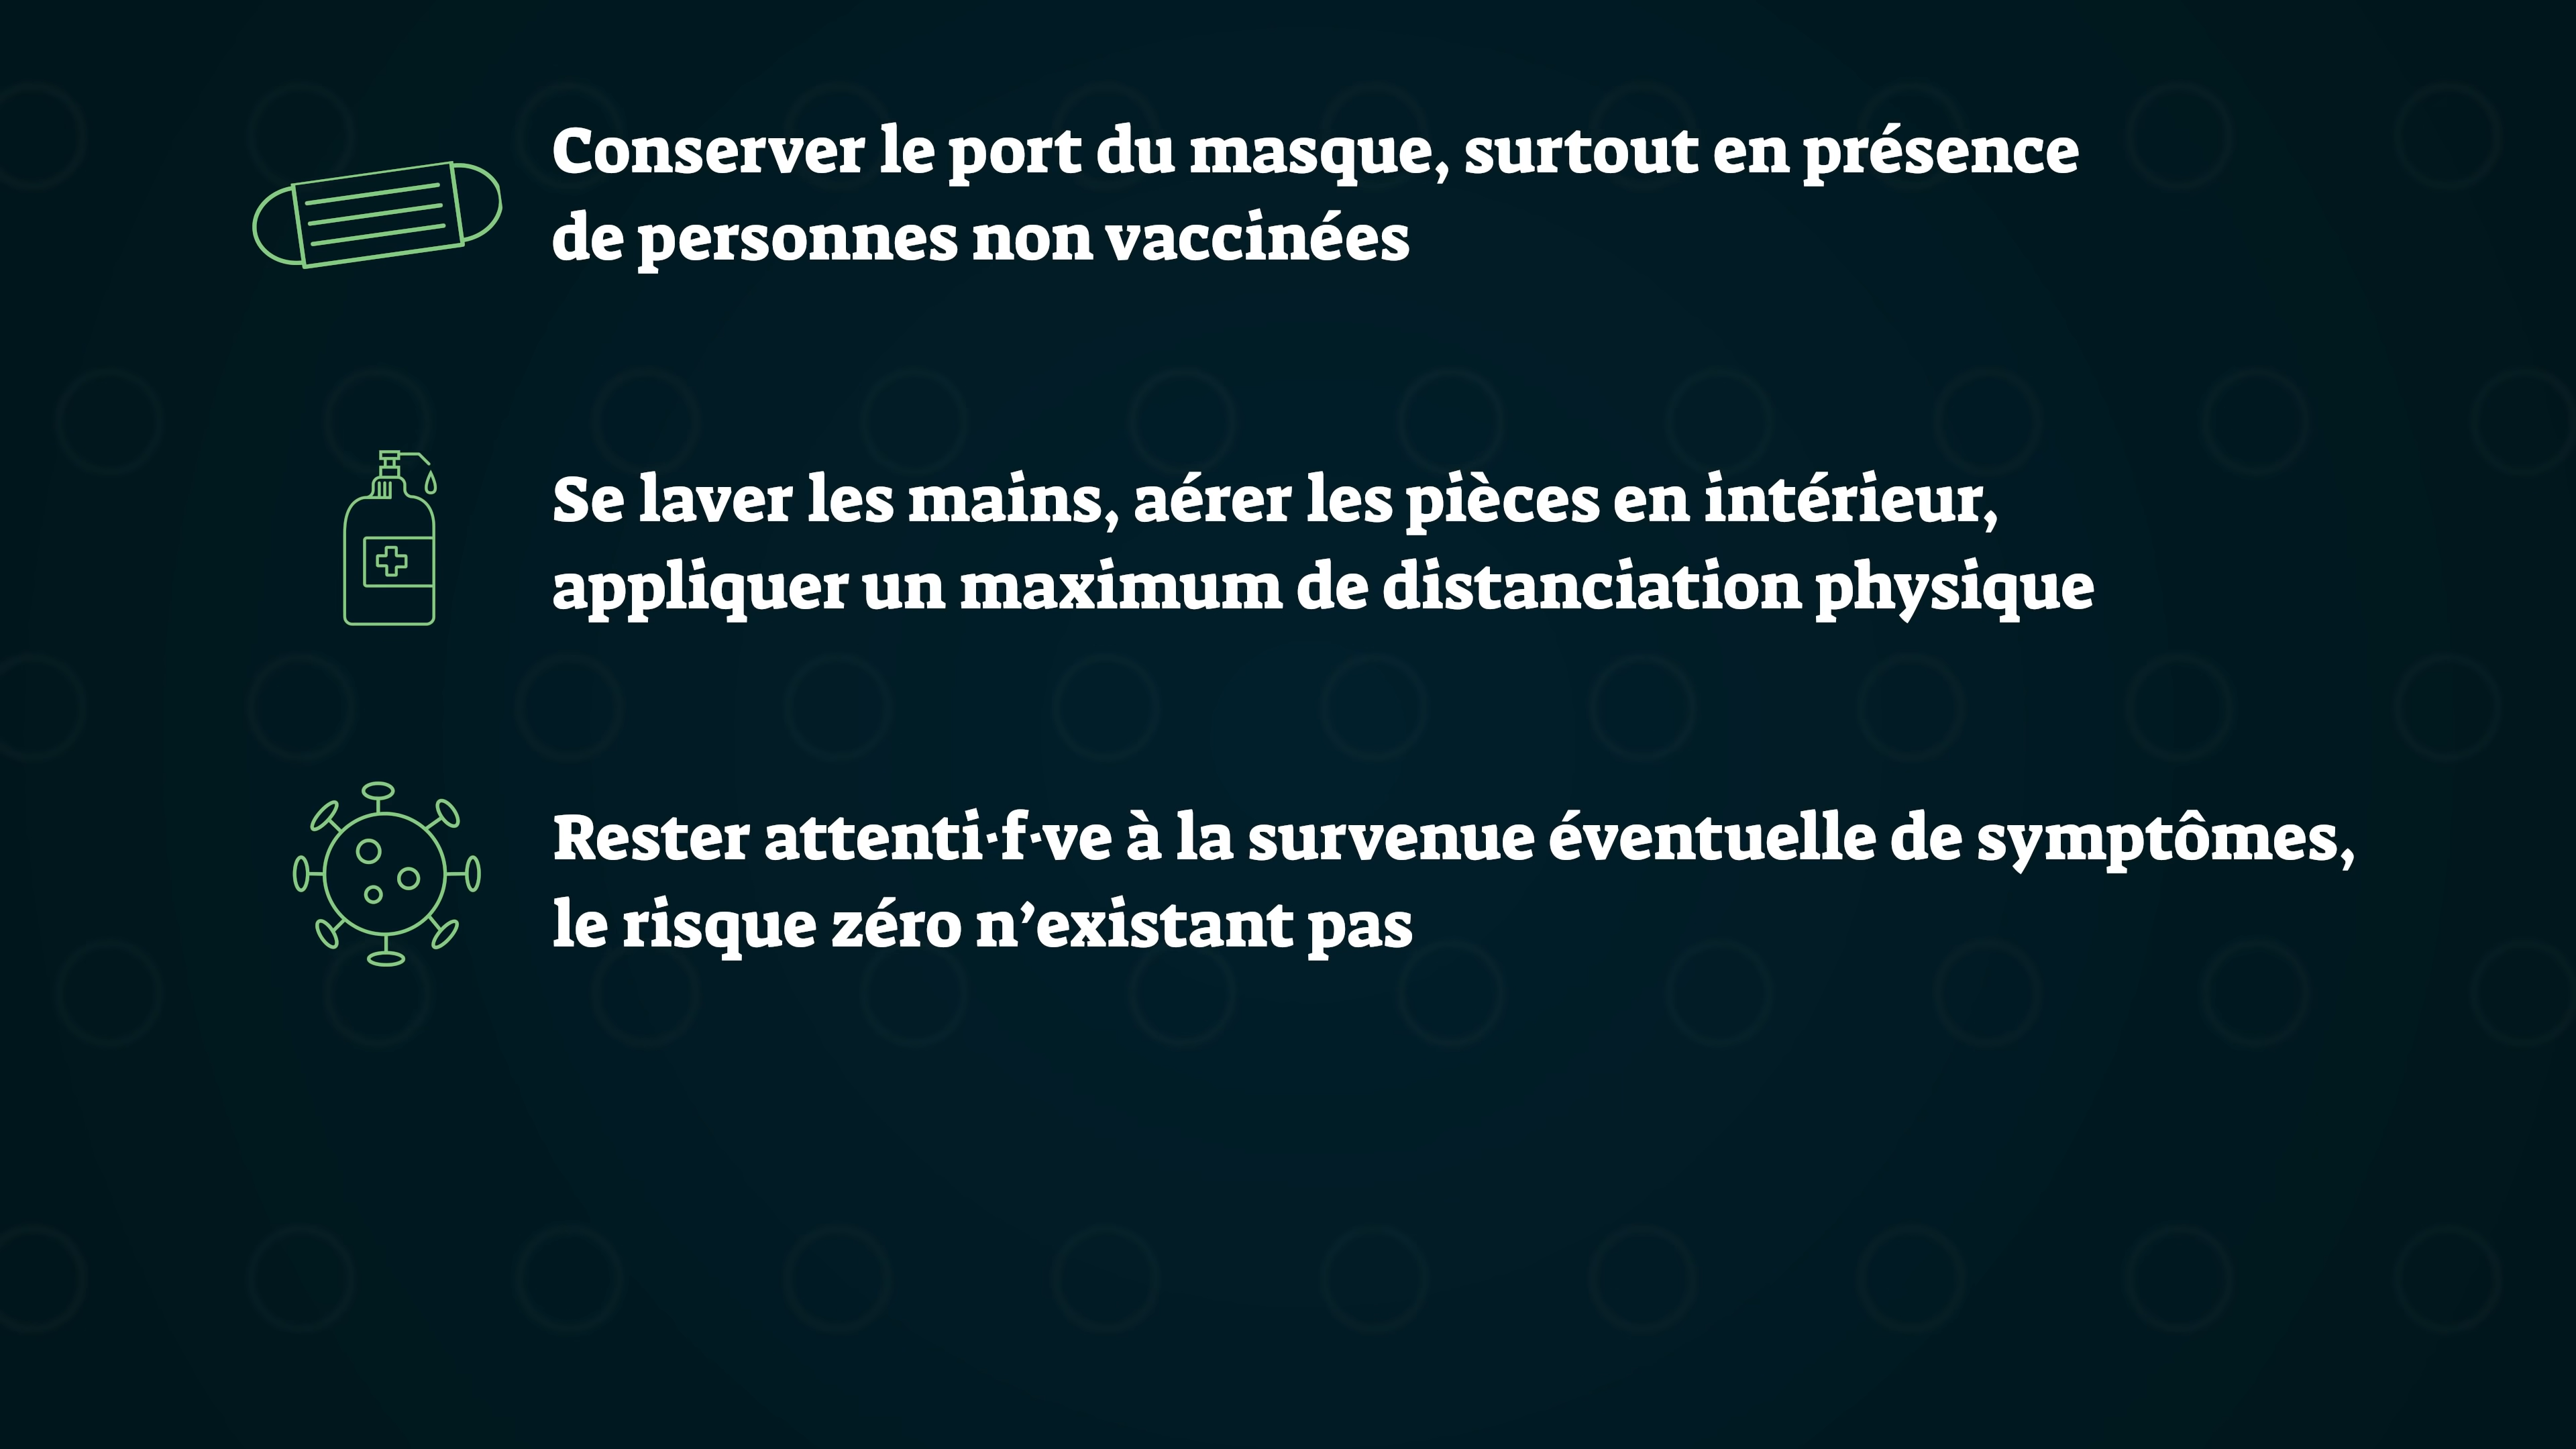 Conserver le port du masque, surtout en présence
de personnes non vaccinées
Se laver les mains, aérer les pièces en intérieur,
appliquer un maximum de distanciation physique
Rester attenti·f·ve à la survenue éventuelle de symptômes,
le risque zéro n’existant pas